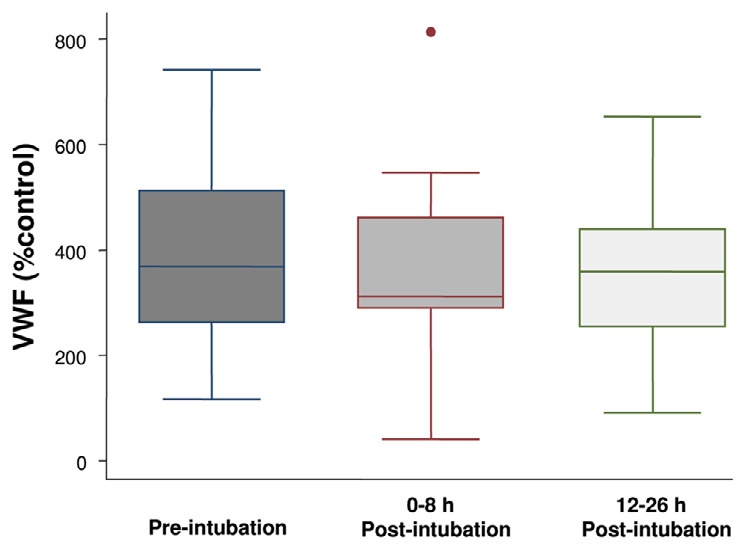 VWF (%control)
800
600
400
200
0
Pre-intubation
0-8 h
Post-intubation
12-26 h
Post-intubation